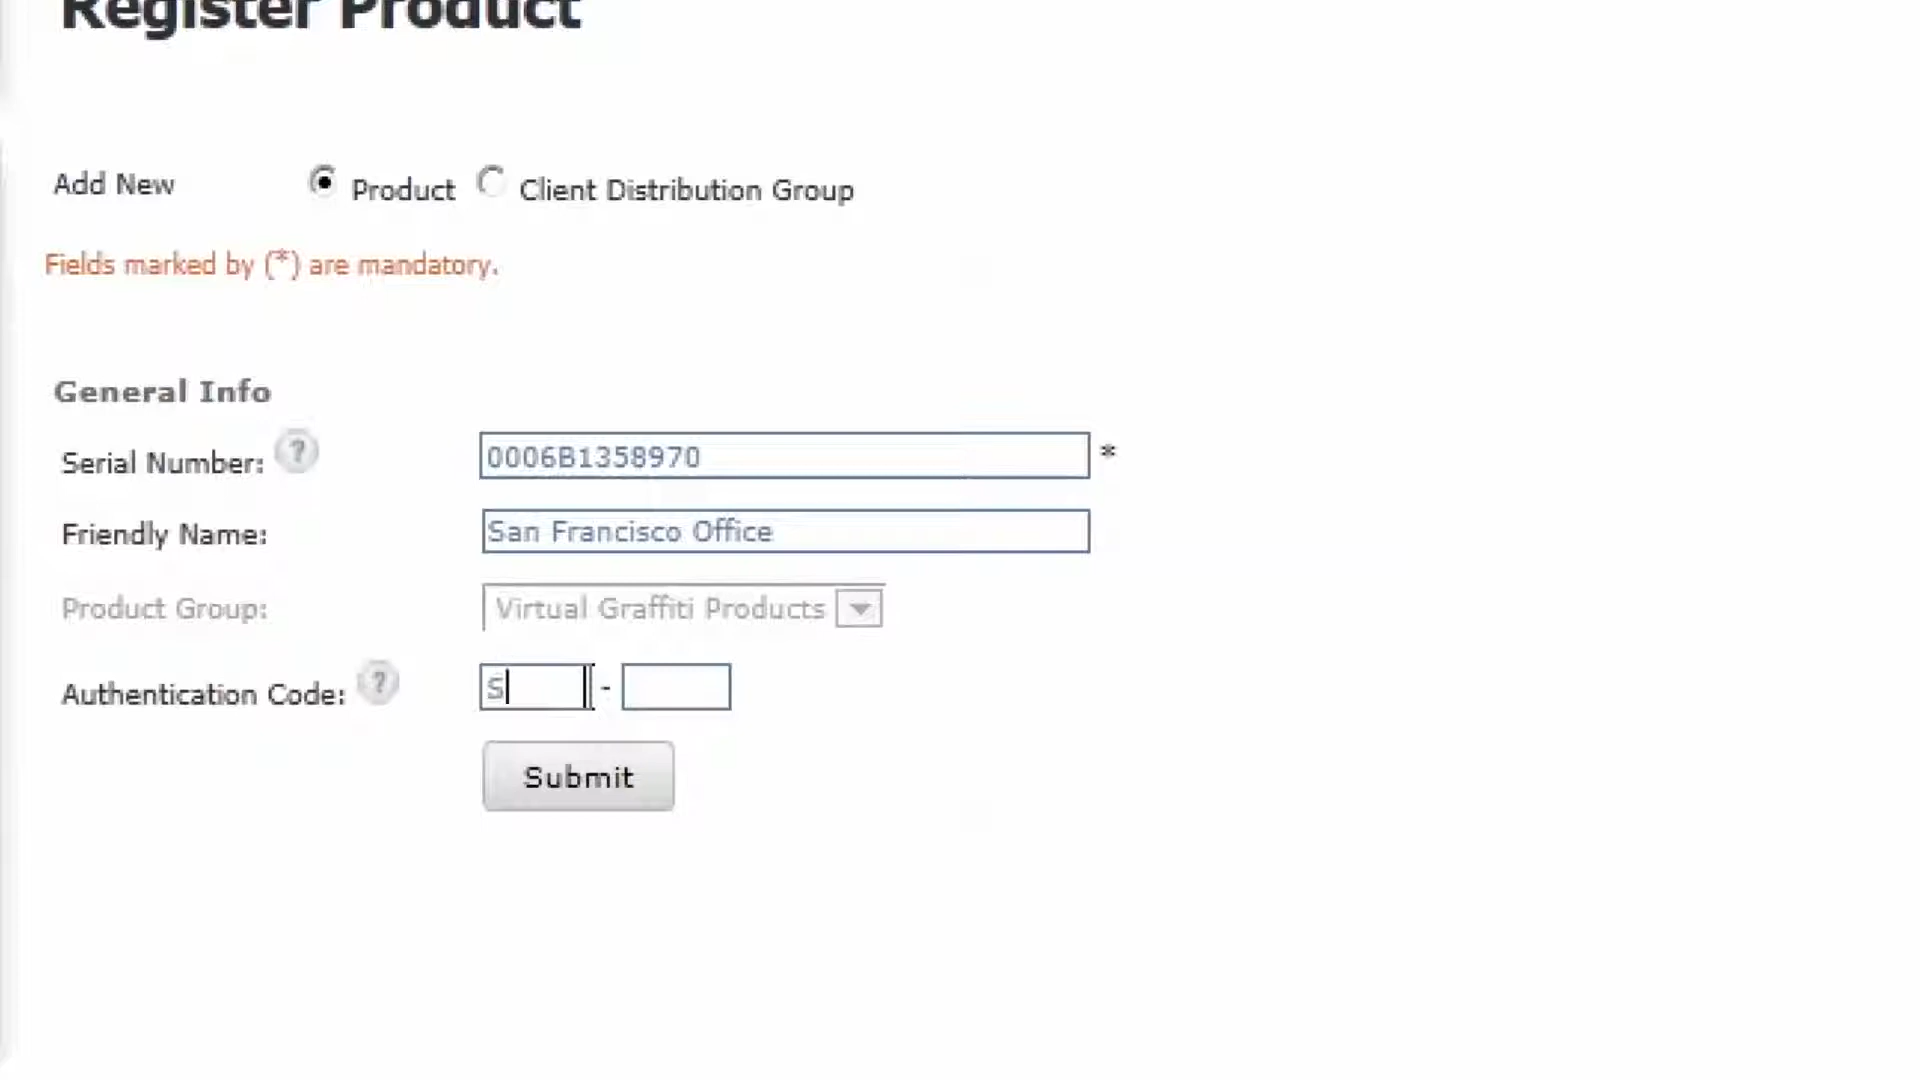 Register Product
Add New Product Client Distribution Group
Fields marked by (*) are mandatory.
General Info
Serial Number: ? 0006B1358970 *
Friendly Name: San Francisco Office
Product Group: Virtual Graffiti Products
Authentication Code: ? S -
Submit